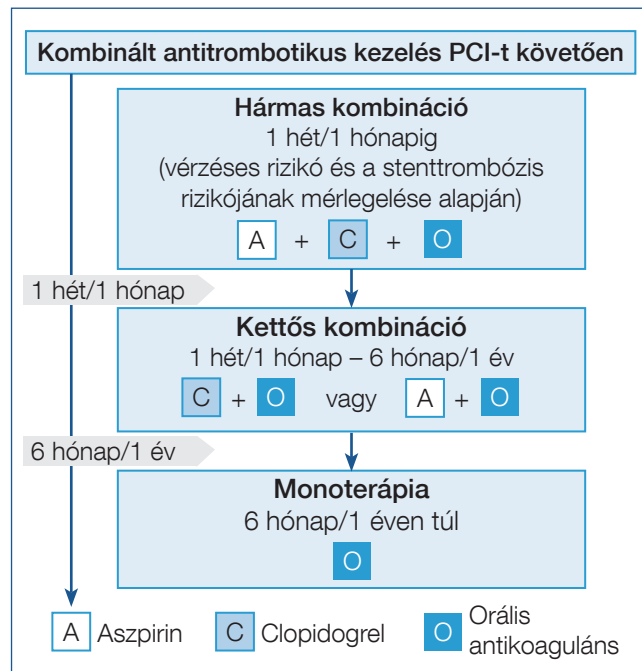 Kombinált antitrombotikus kezelés PCI-t követően
Hármas kombináció
1 hét/1 hónapig
(vérzéses rizikó és a stenttrombózis
rizikójának mérlegelése alapján)
A + C + O
1 hét/1 hónap
Kettős kombináció
1 hét/1 hónap – 6 hónap/1 év
C + O vagy A + O
6 hónap/1 év
Monoterápia
6 hónap/1 éven túl
O
A Aszpirin C Clopidogrel O Orális
antikoaguláns